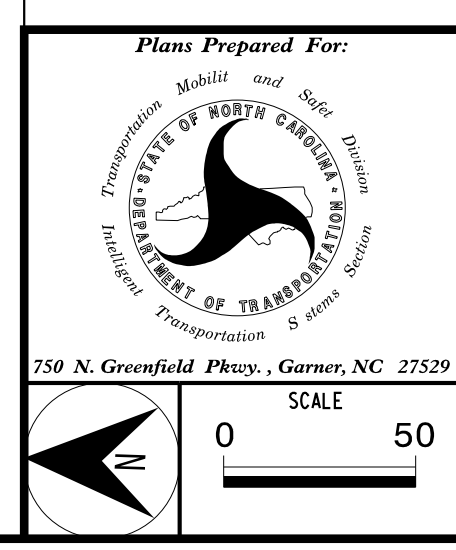 Plans Prepared For:
Transportation Mobilit and Safet Division
STATE OF NORTH CAROLINA
DEPARTMENT OF TRANSPORTATION
Intelligent Transportation S stems Section
750 N. Greenfield Pkwy. , Garner, NC 27529
N
SCALE
0 50